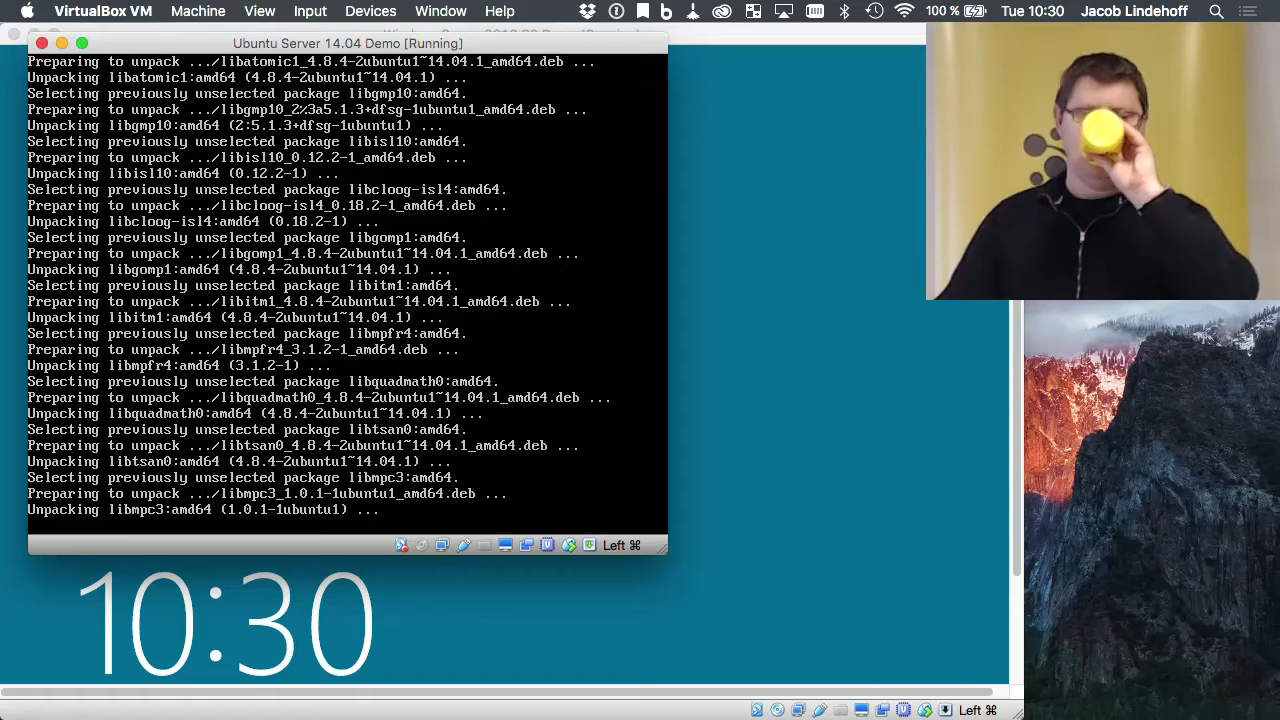 VirtualBox VM Machine View Input Devices Window Help 100 % Tue 10:30 Jacob Lindehoff
Ubuntu Server 14.04 Demo [Running]
Preparing to unpack .../libatomic1_4.8.4-2ubuntu1~14.04.1_amd64.deb ...
Unpacking libatomic1:amd64 (4.8.4-2ubuntu1~14.04.1) ...
Selecting previously unselected package libgmp10:amd64.
Preparing to unpack .../libgmp10_2%3a5.1.3+dfsg-1ubuntu1_amd64.deb ...
Unpacking libgmp10:amd64 (2:5.1.3+dfsg-1ubuntu1) ...
Selecting previously unselected package libisl10:amd64.
Preparing to unpack .../libisl10_0.12.2-1_amd64.deb ...
Unpacking libisl10:amd64 (0.12.2-1) ...
Selecting previously unselected package libcloog-isl4:amd64.
Preparing to unpack .../libcloog-isl4_0.18.2-1_amd64.deb ...
Unpacking libcloog-isl4:amd64 (0.18.2-1) ...
Selecting previously unselected package libgomp1:amd64.
Preparing to unpack .../libgomp1_4.8.4-2ubuntu1~14.04.1_amd64.deb ...
Unpacking libgomp1:amd64 (4.8.4-2ubuntu1~14.04.1) ...
Selecting previously unselected package libitm1:amd64.
Preparing to unpack .../libitm1_4.8.4-2ubuntu1~14.04.1_amd64.deb ...
Unpacking libitm1:amd64 (4.8.4-2ubuntu1~14.04.1) ...
Selecting previously unselected package libmpfr4:amd64.
Preparing to unpack .../libmpfr4_3.1.2-1_amd64.deb ...
Unpacking libmpfr4:amd64 (3.1.2-1) ...
Selecting previously unselected package libquadmath0:amd64.
Preparing to unpack .../libquadmath0_4.8.4-2ubuntu1~14.04.1_amd64.deb ...
Unpacking libquadmath0:amd64 (4.8.4-2ubuntu1~14.04.1) ...
Selecting previously unselected package libtsan0:amd64.
Preparing to unpack .../libtsan0_4.8.4-2ubuntu1~14.04.1_amd64.deb ...
Unpacking libtsan0:amd64 (4.8.4-2ubuntu1~14.04.1) ...
Selecting previously unselected package libmpc3:amd64.
Preparing to unpack .../libmpc3_1.0.1-1ubuntu1_amd64.deb ...
Unpacking libmpc3:amd64 (1.0.1-1ubuntu1) ...
Left ⌘
10:30
Left ⌘